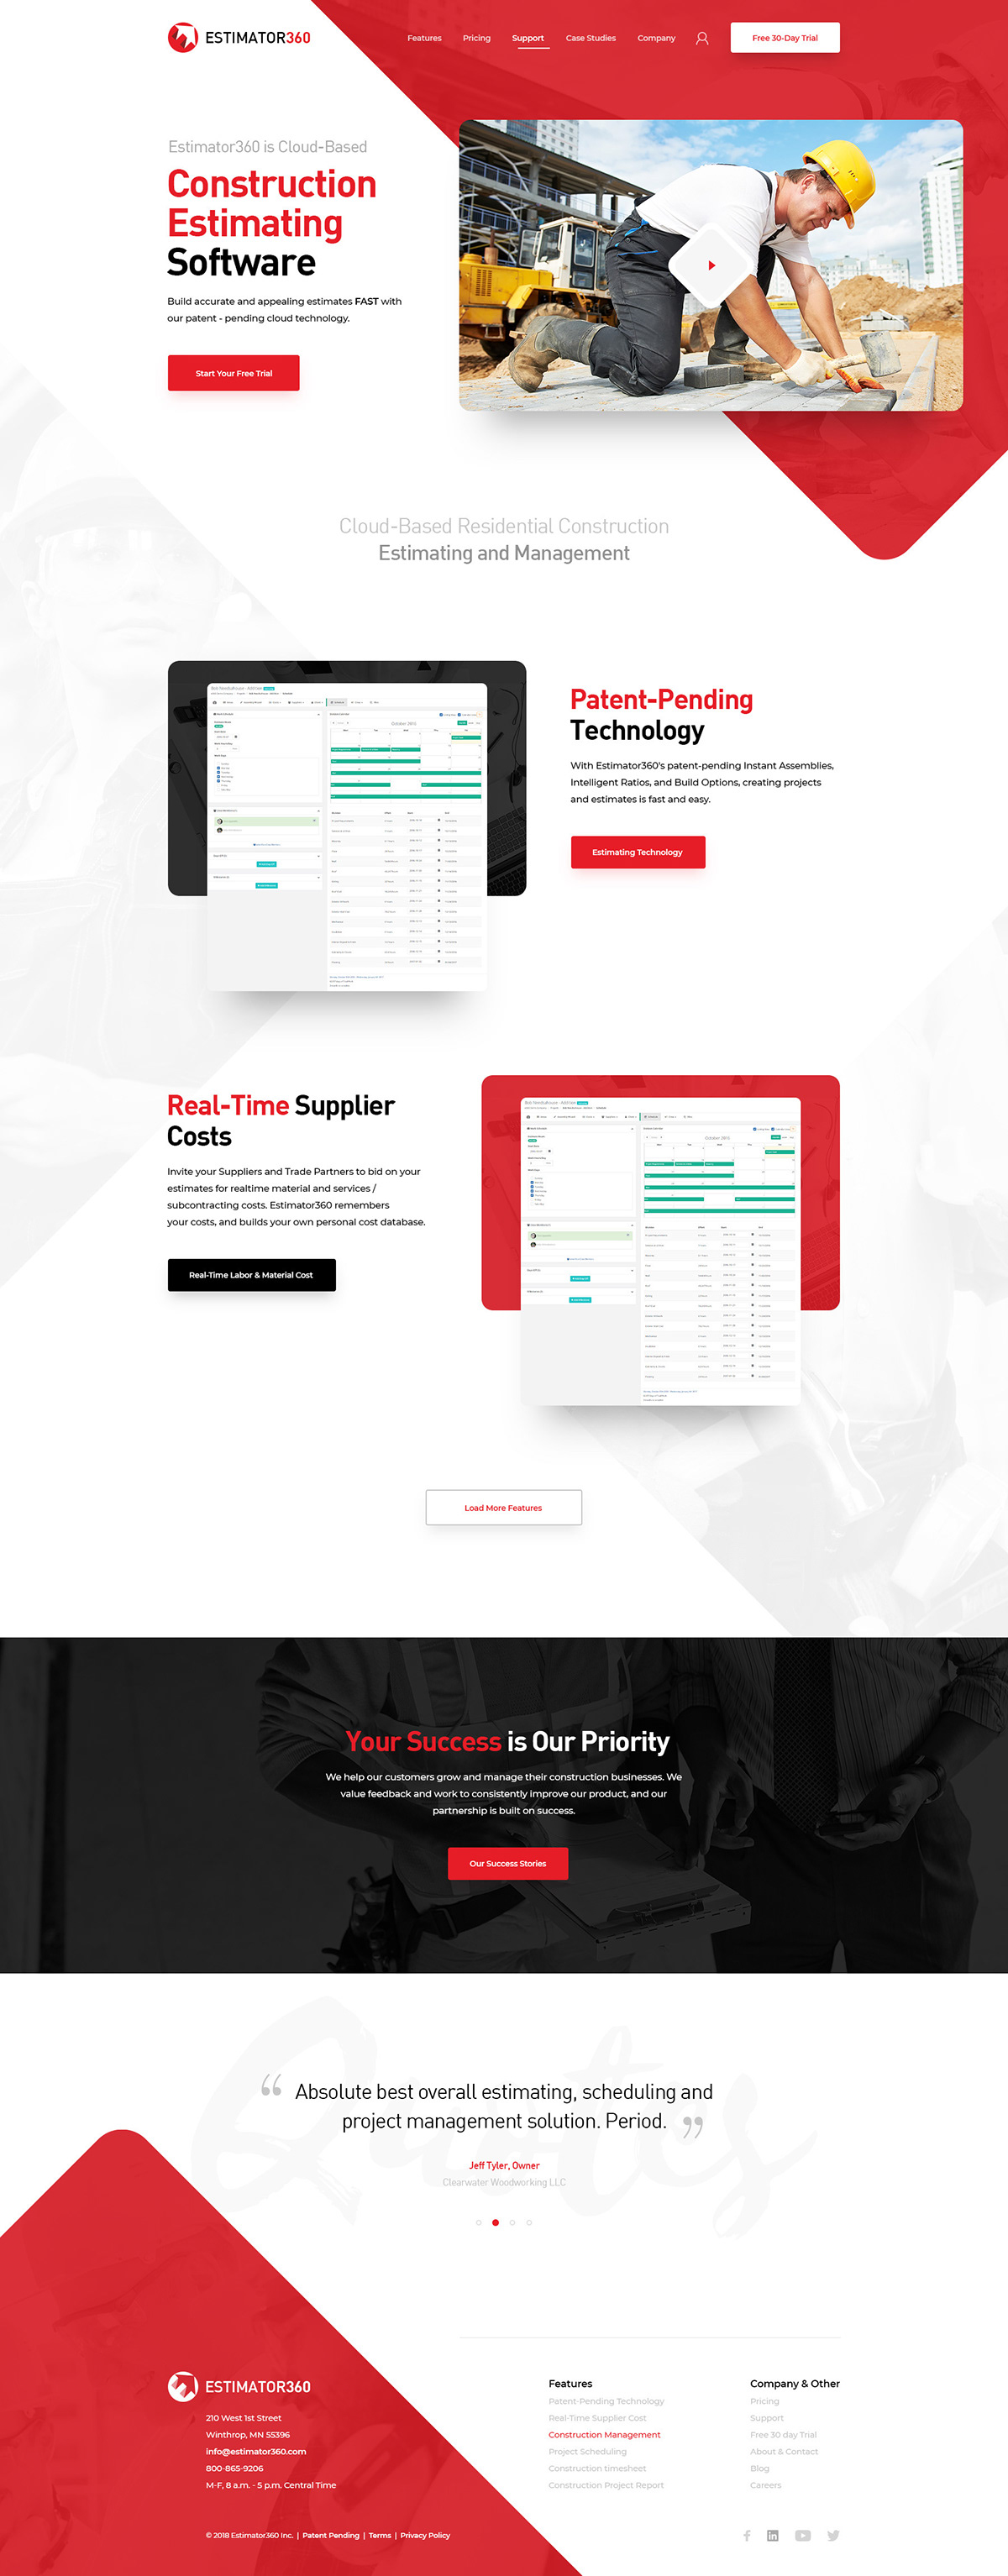 ESTIMATOR360
Features
Pricing
Support
Case Studies
Company
Free 30-Day Trial
Estimator360 is Cloud-Based
Construction
Estimating
Software
Build accurate and appealing estimates FAST with
our patent - pending cloud technology.
Start Your Free Trial
Cloud-Based Residential Construction
Estimating and Management
October 2015
Patent-Pending
Technology
With Estimator360's patent-pending Instant Assemblies,
Intelligent Ratios, and Build Options, creating projects
and estimates is fast and easy.
Estimating Technology
Real-Time Supplier
Costs
Invite your Suppliers and Trade Partners to bid on your
estimates for realtime material and services /
subcontracting costs. Estimator360 remembers
your costs, and builds your own personal cost database.
Real-Time Labor & Material Cost
October 2015
Load More Features
Your Success is Our Priority
We help our customers grow and manage their construction businesses. We
value feedback and work to consistently improve our product, and our
partnership is built on success.
Our Success Stories
Quotes
“ Absolute best overall estimating, scheduling and
project management solution. Period. ”
Jeff Tyler, Owner
Clearwater Woodworking LLC
ESTIMATOR360
210 West 1st Street
Winthrop, MN 55396
info@estimator360.com
800-865-9206
M-F, 8 a.m. - 5 p.m. Central Time
Features
Patent-Pending Technology
Real-Time Supplier Cost
Construction Management
Project Scheduling
Construction timesheet
Construction Project Report
Company & Other
Pricing
Support
Free 30 day Trial
About & Contact
Blog
Careers
© 2018 Estimator360 Inc. | Patent Pending | Terms | Privacy Policy